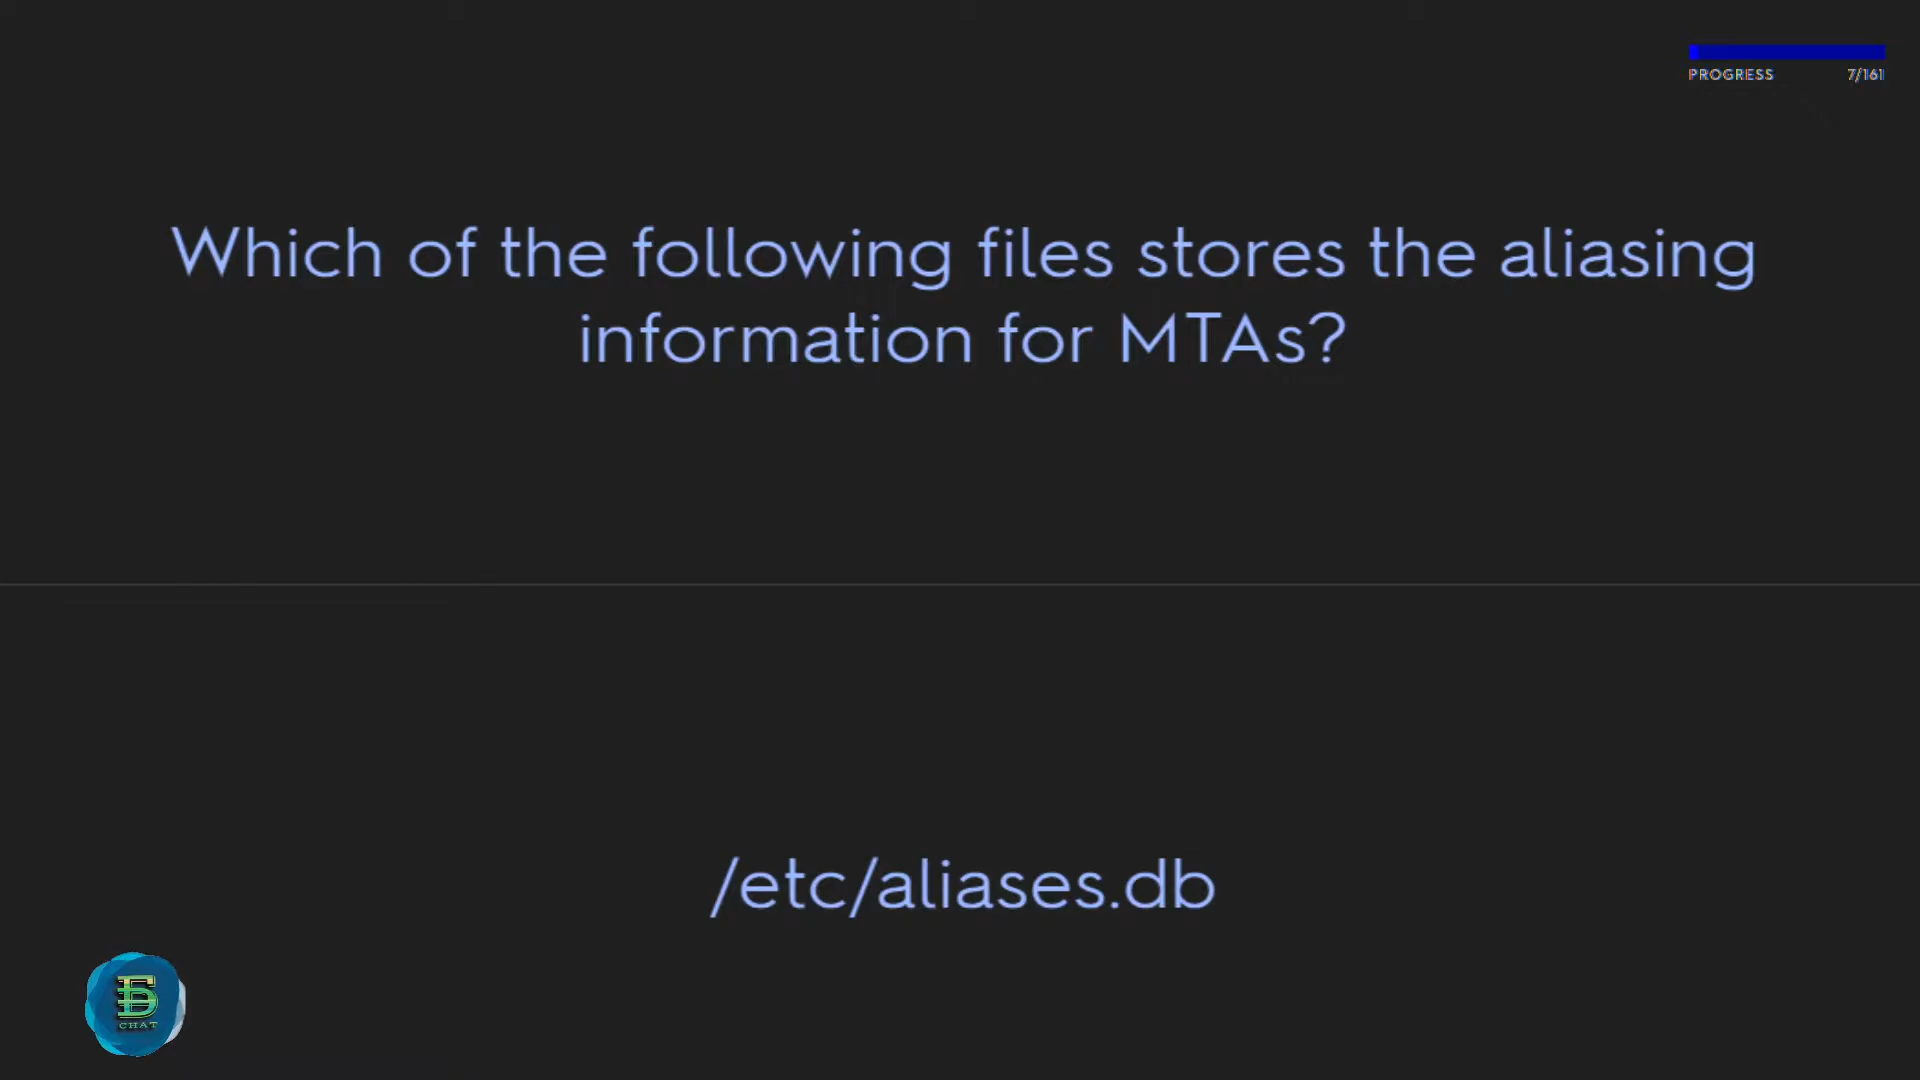 PROGRESS 7/161
Which of the following files stores the aliasing
information for MTAs?
/etc/aliases.db
CHAT